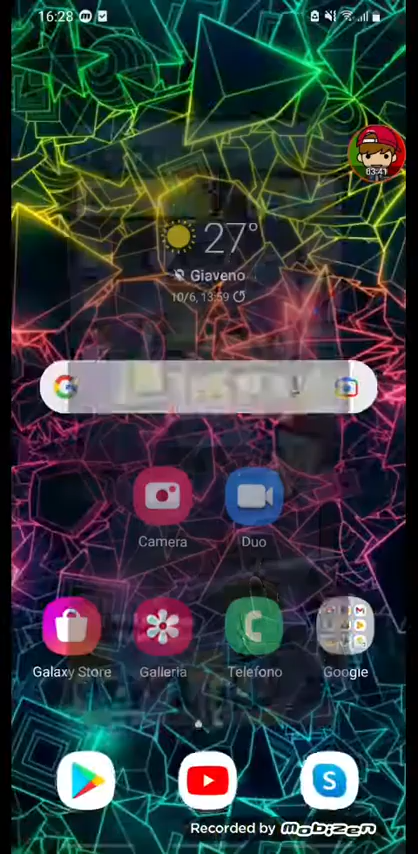 16:28
63:41
27°
Giaveno
10/6, 13:59
Camera
Duo
Galaxy Store
Galleria
Telefono
Google
Recorded by Mobizen